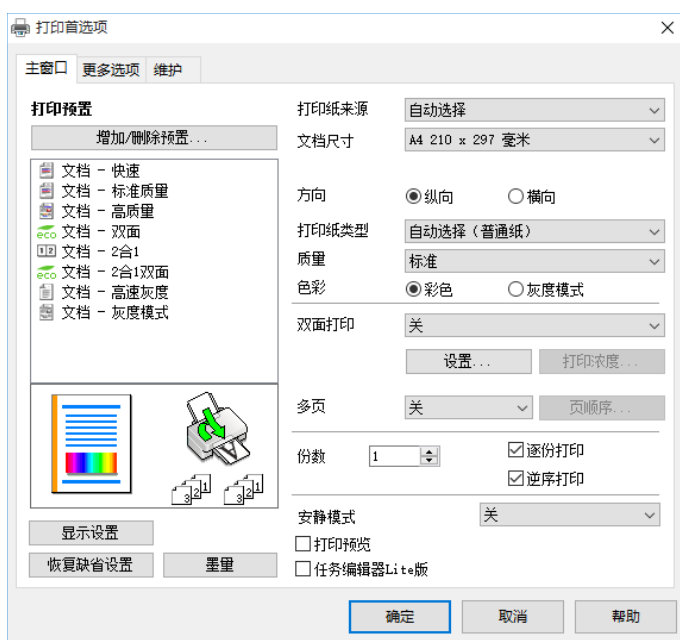 打印首选项
主窗口 更多选项 维护
打印预置
增加/删除预置...
文档 - 快速
文档 - 标准质量
文档 - 高质量
eco 文档 - 双面
12 文档 - 2合1
eco 文档 - 2合1双面
文档 - 高速灰度
文档 - 灰度模式
321 321
显示设置
恢复缺省设置 墨量
打印纸来源 自动选择
文档尺寸 A4 210 x 297 毫米
方向 纵向 横向
打印纸类型 自动选择（普通纸）
质量 标准
色彩 彩色 灰度模式
双面打印 关
设置... 打印浓度...
多页 关 页顺序...
份数 1 逐份打印
逆序打印
安静模式 关
打印预览
任务编辑器Lite版
确定 取消 帮助